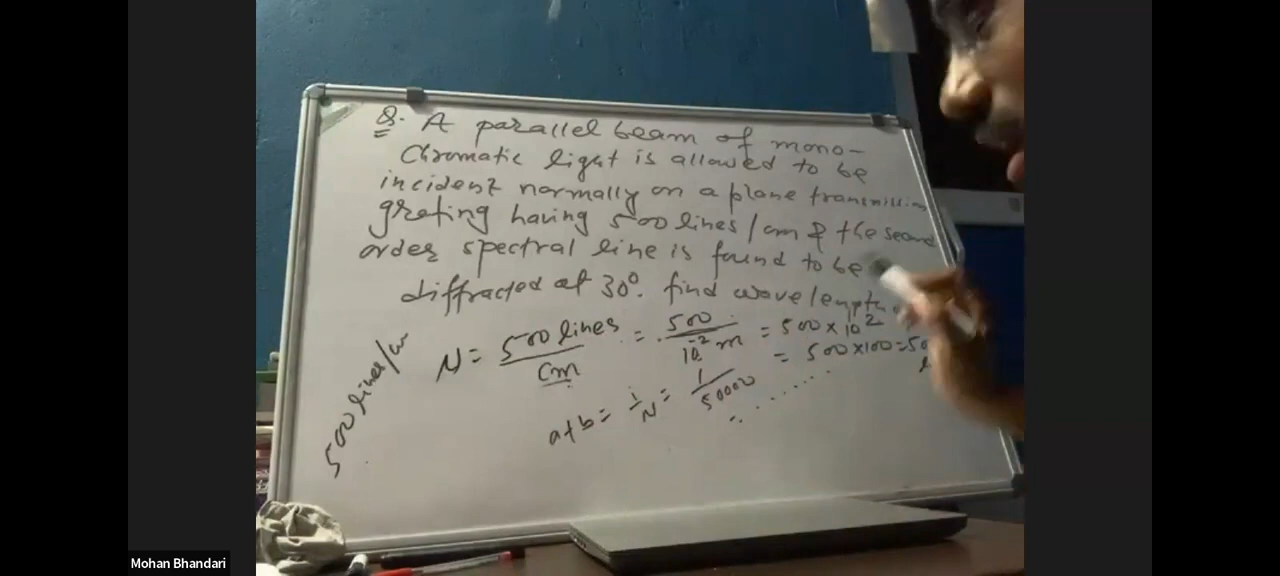 Q. A parallel beam of mono-
Chromatic light is allowed to be
incident normally on a plane transmission
grating having 500 lines/cm & the second
order spectral line is found to be
diffracted at 30°. find wavelength
500 lines/cm
N = 500 lines / cm = 500 / 10⁻² m = 500 × 10²
= 500 × 100 = 50
a+b = 1/N = 1/50000
Mohan Bhandari